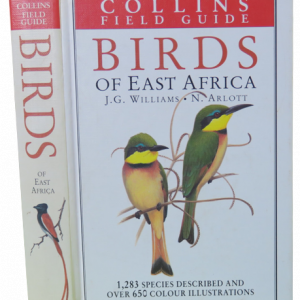 COLLINS
FIELD
GUIDE
BIRDS
OF
EAST
AFRICA
COLLINS
FIELD GUIDE
BIRDS
OF EAST AFRICA
J.G. WILLIAMS • N. ARLOTT
1,283 SPECIES DESCRIBED AND
OVER 650 COLOUR ILLUSTRATIONS